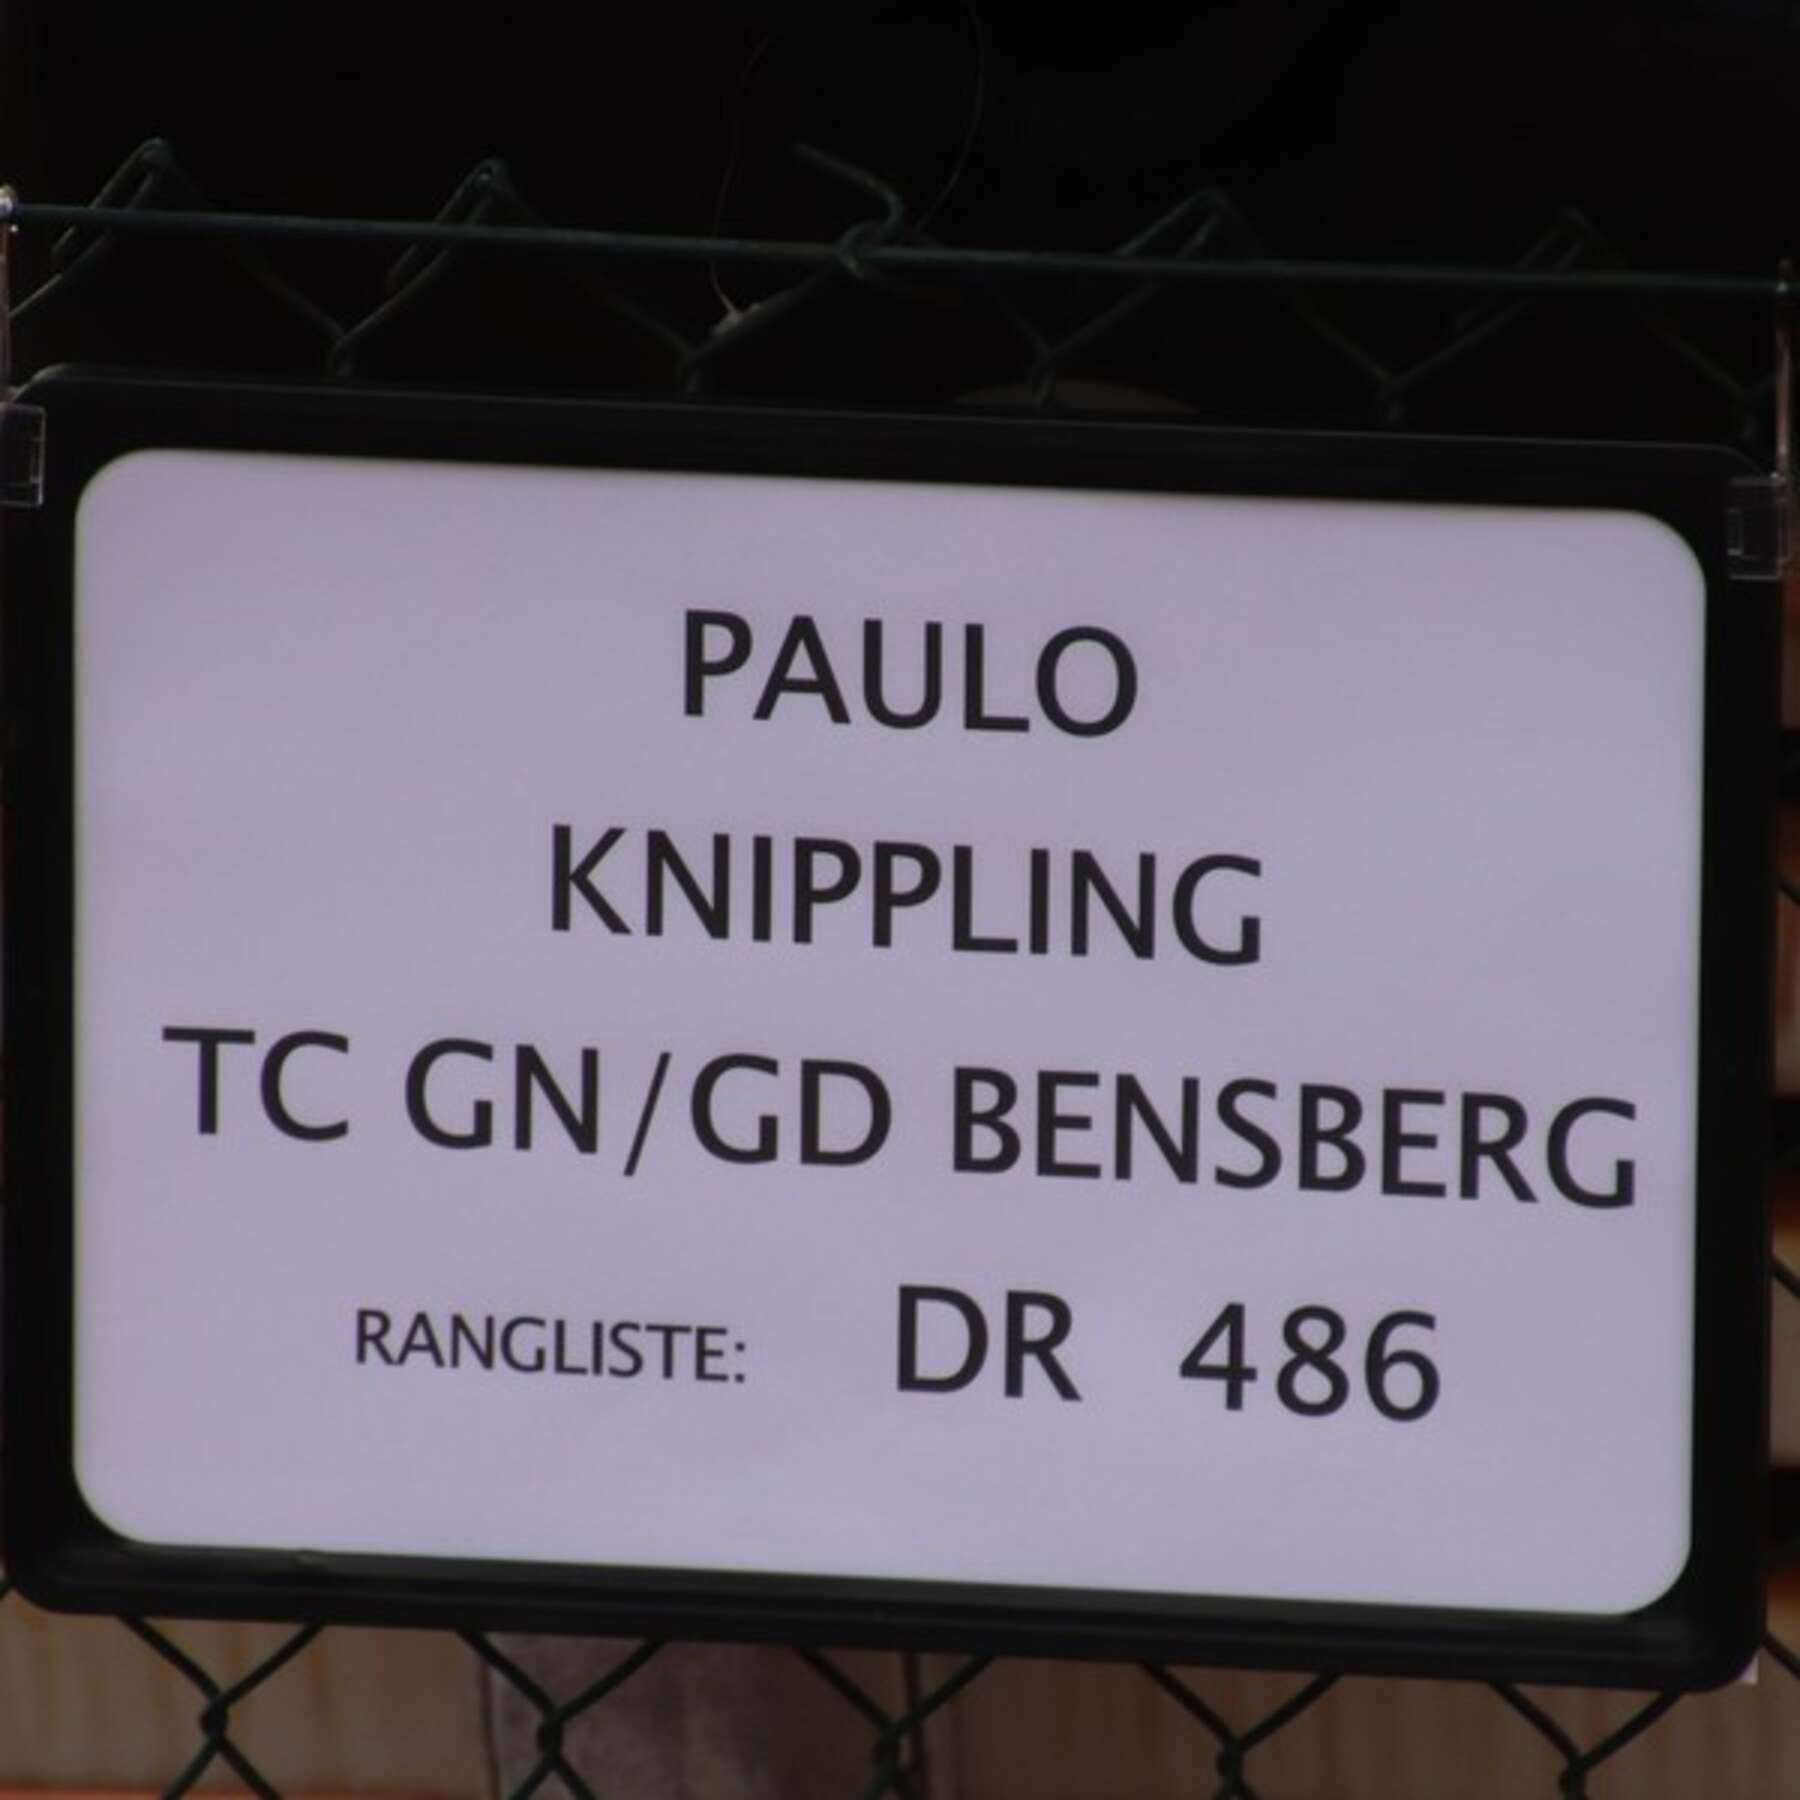 PAULO
KNIPPLING
TC GN/GD BENSBERG
RANGLISTE: DR 486